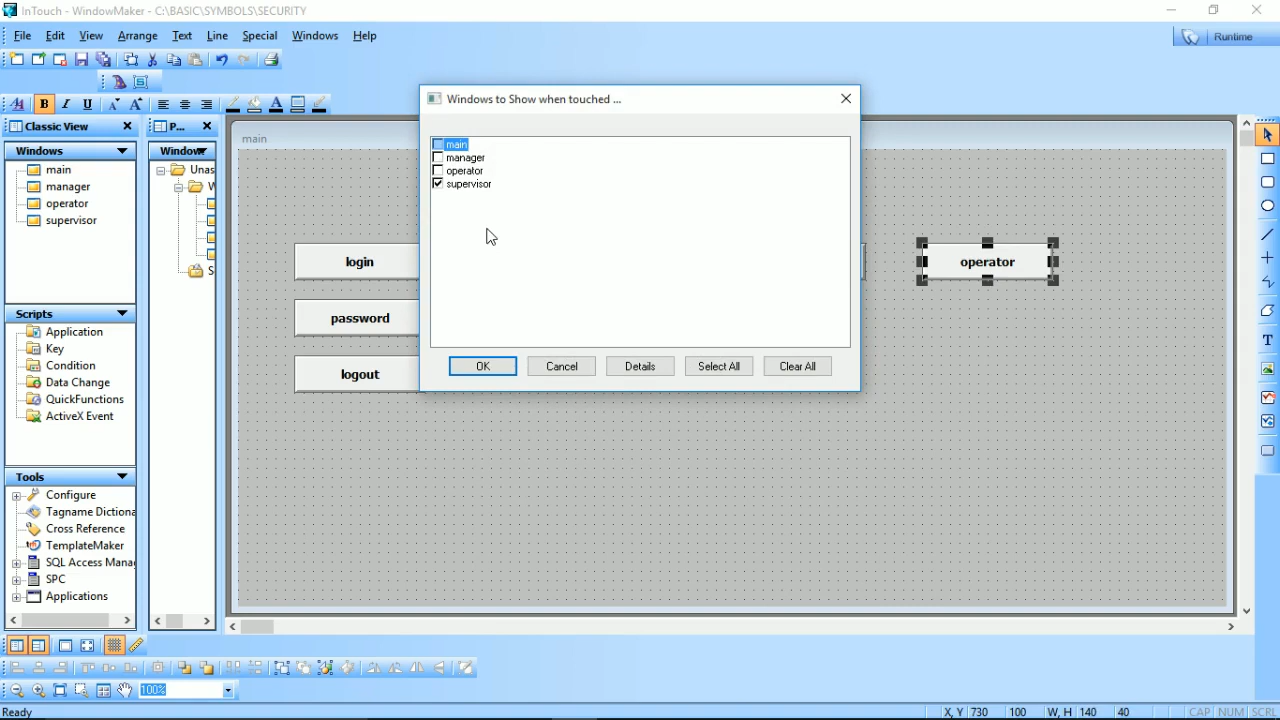 InTouch - WindowMaker - C:\BASIC\SYMBOLS\SECURITY
File Edit View Arrange Text Line Special Windows Help
Runtime
Classic View
P...
Windows
main
manager
operator
supervisor
Windows
Unas
Scripts
Application
Key
Condition
Data Change
QuickFunctions
ActiveX Event
Tools
Configure
Tagname Dictiona
Cross Reference
TemplateMaker
SQL Access Mana
SPC
Applications
main
login
password
logout
operator
Windows to Show when touched ...
main
manager
operator
supervisor
OK Cancel Details Select All Clear All
100%
Ready
X, Y 730 100 W, H 140 40 CAP NUM SCRL